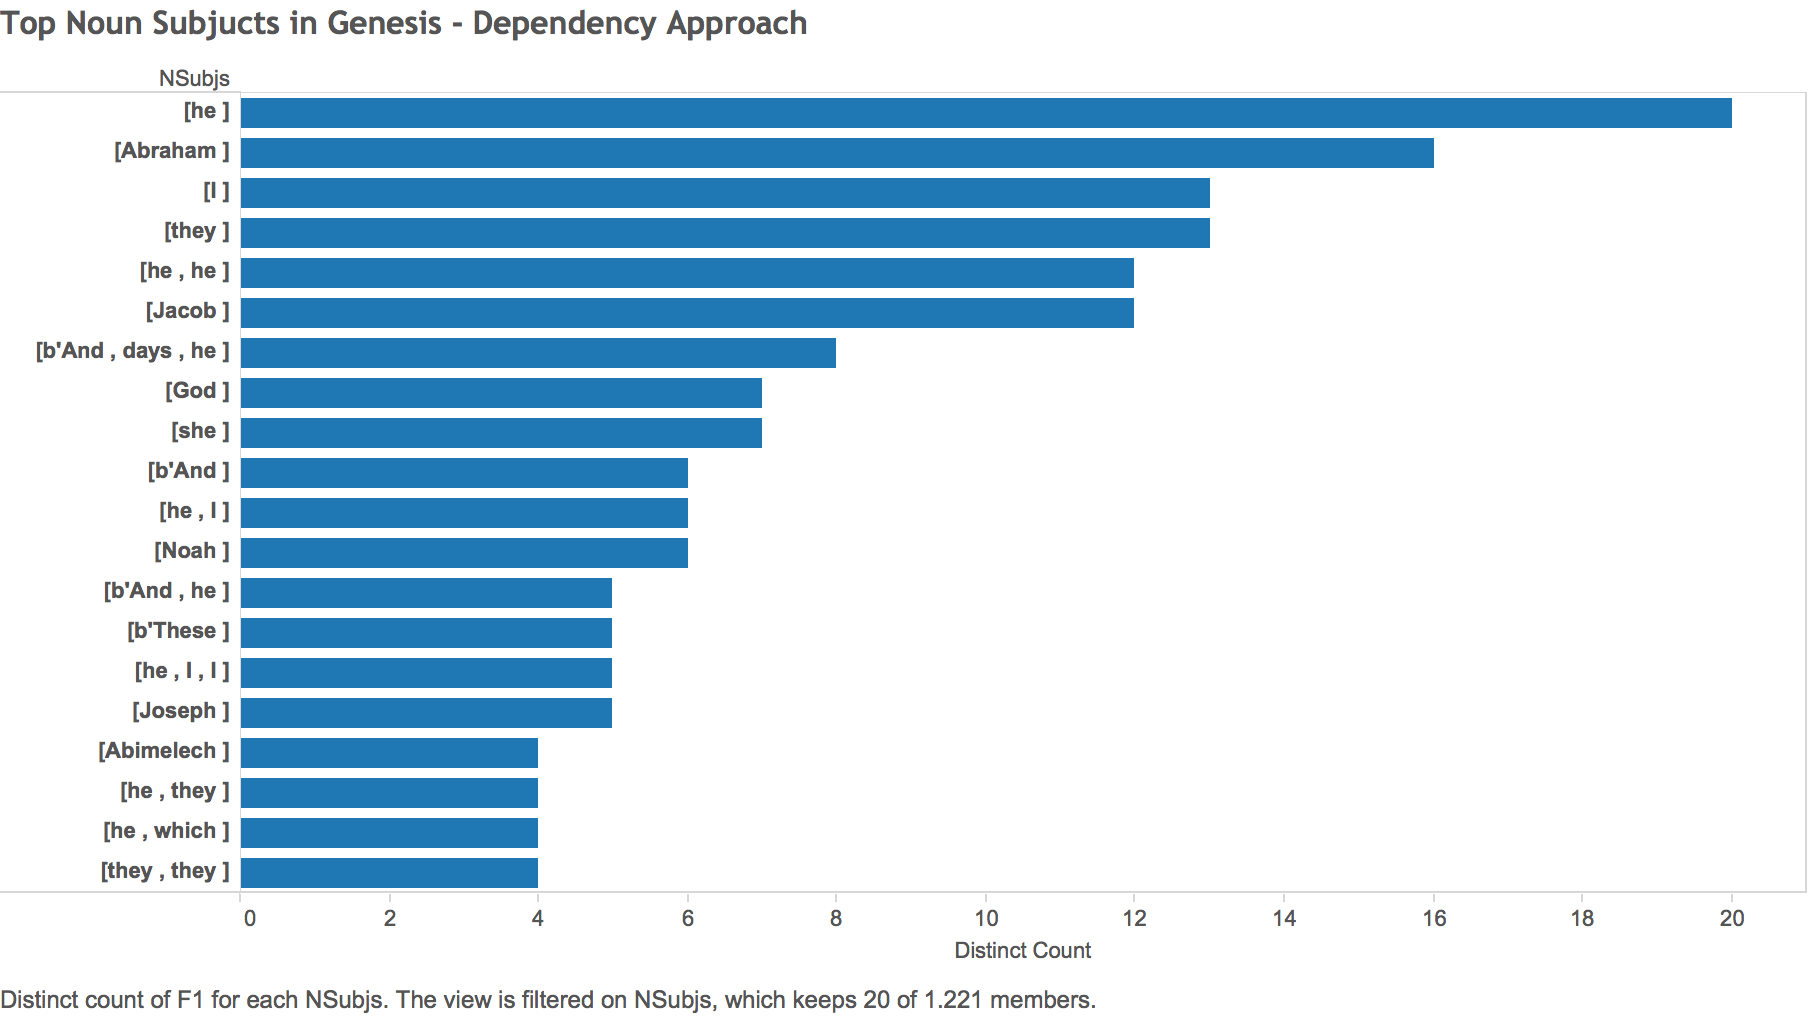 Top Noun Subjucts in Genesis - Dependency Approach
NSubjs
[he ]
[Abraham ]
[I ]
[they ]
[he , he ]
[Jacob ]
[b'And , days , he ]
[God ]
[she ]
[b'And ]
[he , I ]
[Noah ]
[b'And , he ]
[b'These ]
[he , I , I ]
[Joseph ]
[Abimelech ]
[he , they ]
[he , which ]
[they , they ]
0 2 4 6 8 10 12 14 16 18 20
Distinct Count
Distinct count of F1 for each NSubjs. The view is filtered on NSubjs, which keeps 20 of 1.221 members.